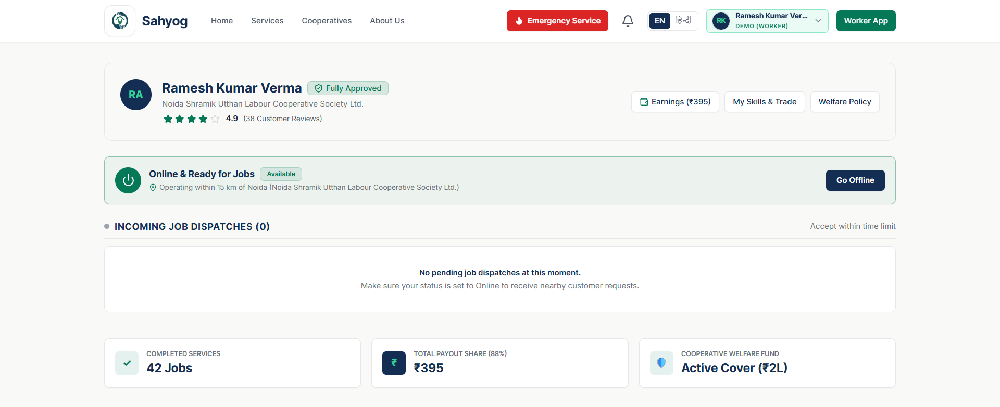 Sahyog
Home Services Cooperatives About Us
Emergency Service
EN हिन्दी
RK
Ramesh Kumar Ver...
DEMO (WORKER)
Worker App
RA
Ramesh Kumar Verma
Fully Approved
Noida Shramik Utthan Labour Cooperative Society Ltd.
4.9 (38 Customer Reviews)
Earnings (₹395)
My Skills & Trade
Welfare Policy
Online & Ready for Jobs
Available
Operating within 15 km of Noida (Noida Shramik Utthan Labour Cooperative Society Ltd.)
Go Offline
INCOMING JOB DISPATCHES (0)
Accept within time limit
No pending job dispatches at this moment.
Make sure your status is set to Online to receive nearby customer requests.
COMPLETED SERVICES
42 Jobs
₹
TOTAL PAYOUT SHARE (88%)
₹395
COOPERATIVE WELFARE FUND
Active Cover (₹2L)